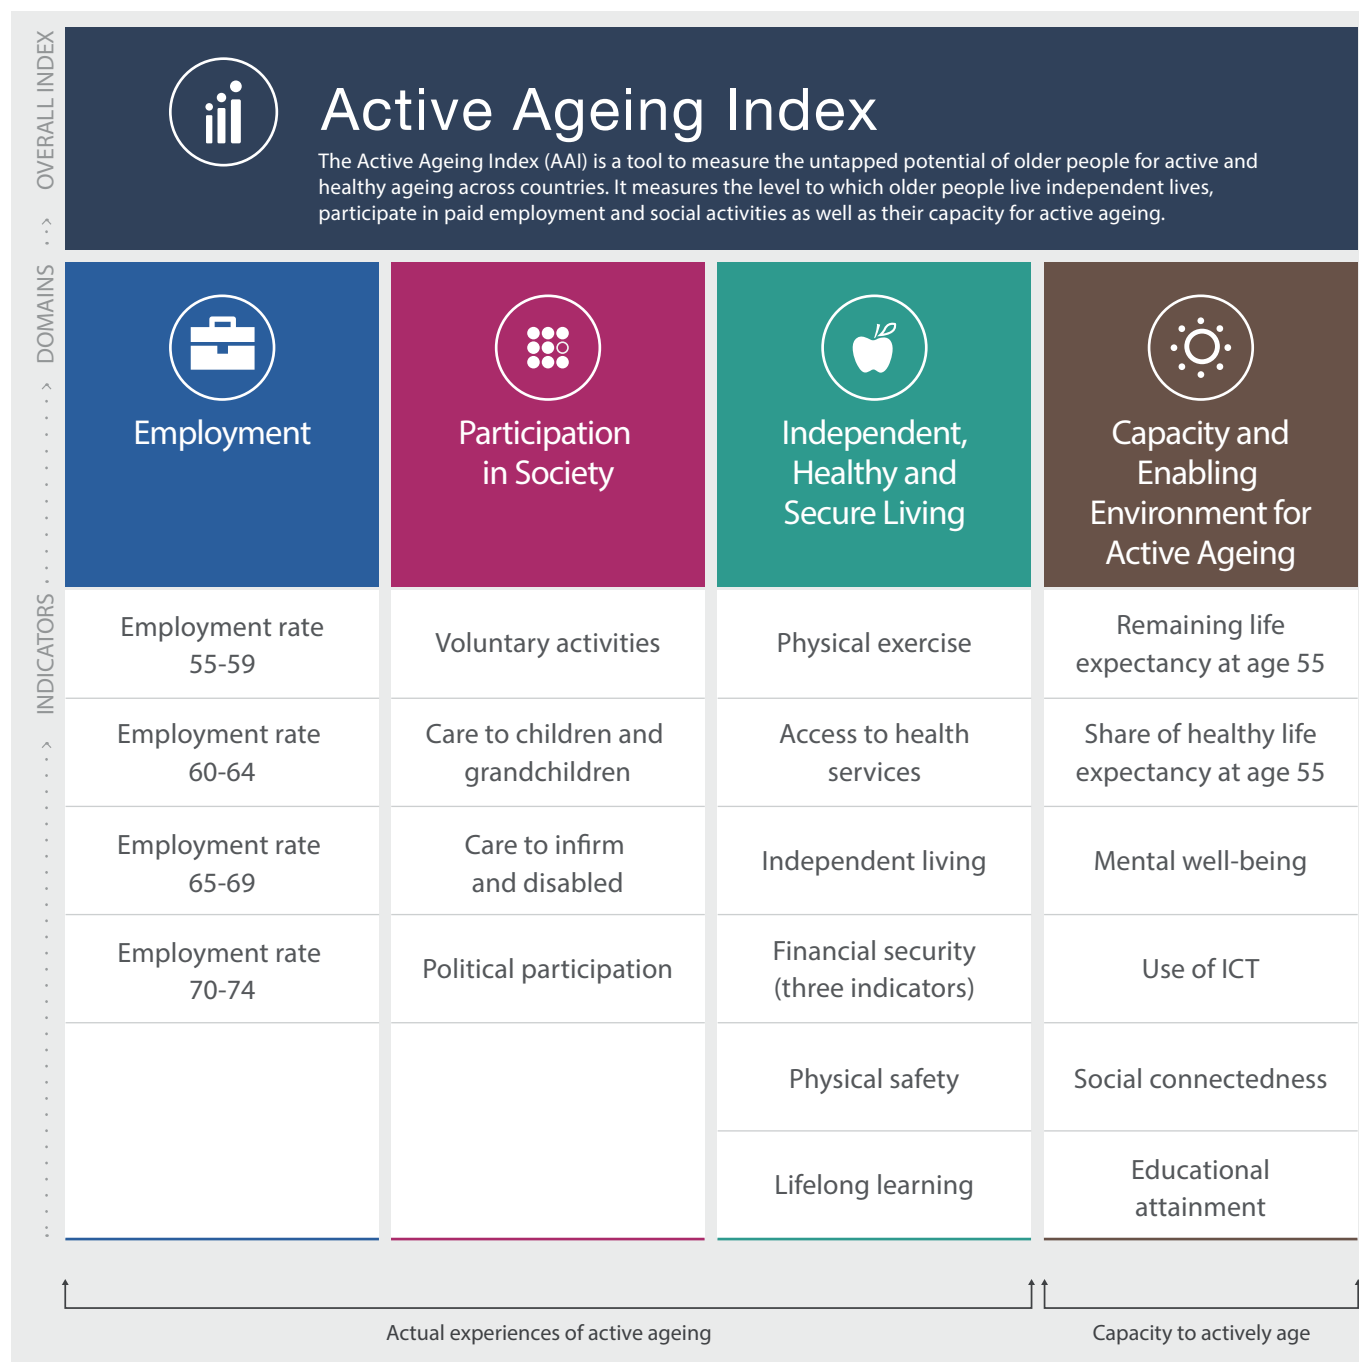 OVERALL INDEX
Active Ageing Index
The Active Ageing Index (AAI) is a tool to measure the untapped potential of older people for active and
healthy ageing across countries. It measures the level to which older people live independent lives,
participate in paid employment and social activities as well as their capacity for active ageing.
DOMAINS
Employment
Participation
in Society
Independent,
Healthy and
Secure Living
Capacity and
Enabling
Environment for
Active Ageing
INDICATORS
Employment rate
55-59
Employment rate
60-64
Employment rate
65-69
Employment rate
70-74
Voluntary activities
Care to children and
grandchildren
Care to infirm
and disabled
Political participation
Physical exercise
Access to health
services
Independent living
Financial security
(three indicators)
Physical safety
Lifelong learning
Remaining life
expectancy at age 55
Share of healthy life
expectancy at age 55
Mental well-being
Use of ICT
Social connectedness
Educational
attainment
Actual experiences of active ageing
Capacity to actively age